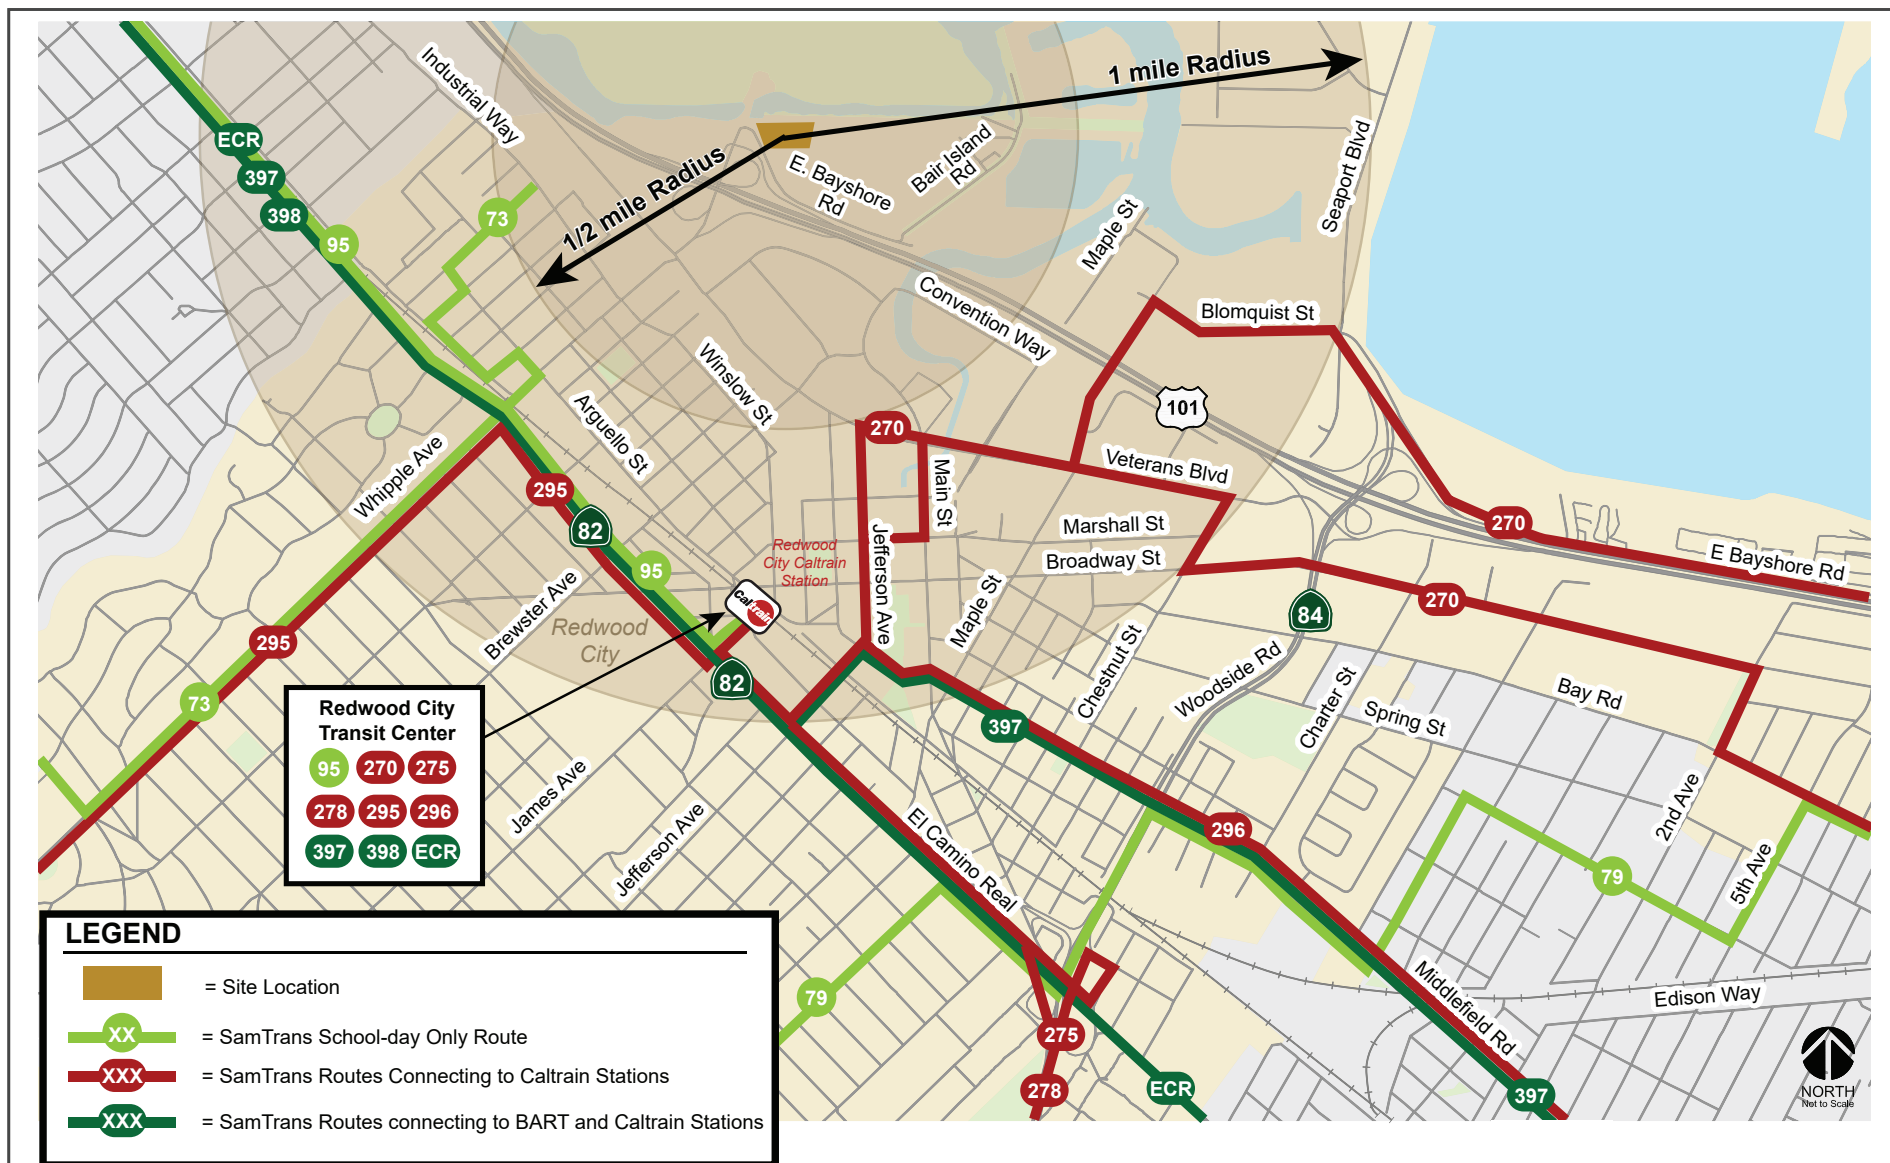 Industrial Way
1 mile Radius
ECR
397
398
95
73
1/2 mile Radius
E. Bayshore
Rd
Bair Island
Rd
Maple St
Seaport Blvd
Convention Way
Blomquist St
101
Winslow St
Arguello St
Whipple Ave
270
Veterans Blvd
Main St
295
82
Marshall St
Broadway St
270
E Bayshore Rd
Redwood
City Caltrain
Station
Jefferson Ave
95
Caltrain
Brewster Ave
Redwood
City
Maple St
270
84
295
82
Chestnut St
Woodside Rd
Charter St
Spring St
Bay Rd
73
397
Redwood City
Transit Center
95
270
275
278
295
296
397
398
ECR
James Ave
Jefferson Ave
El Camino Real
296
2nd Ave
5th Ave
79
79
Middlefield Rd
Edison Way
275
278
ECR
397
NORTH
Not to Scale
LEGEND
= Site Location
XX = SamTrans School-day Only Route
XXX = SamTrans Routes Connecting to Caltrain Stations
XXX = SamTrans Routes connecting to BART and Caltrain Stations